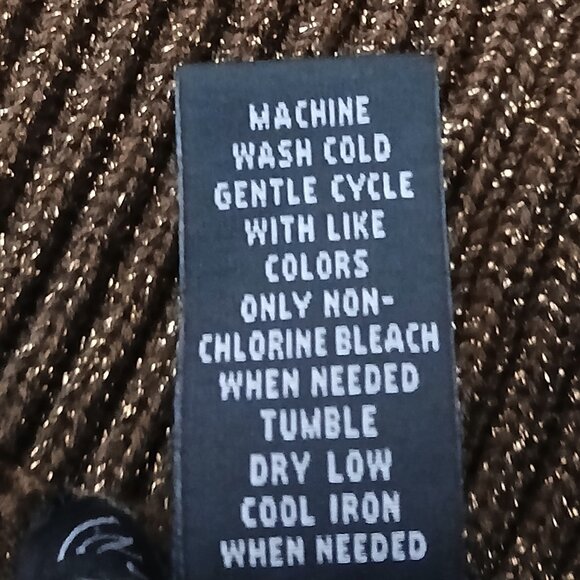 MACHINE
WASH COLD
GENTLE CYCLE
WITH LIKE
COLORS
ONLY NON-
CHLORINE BLEACH
WHEN NEEDED
TUMBLE
DRY LOW
COOL IRON
WHEN NEEDED